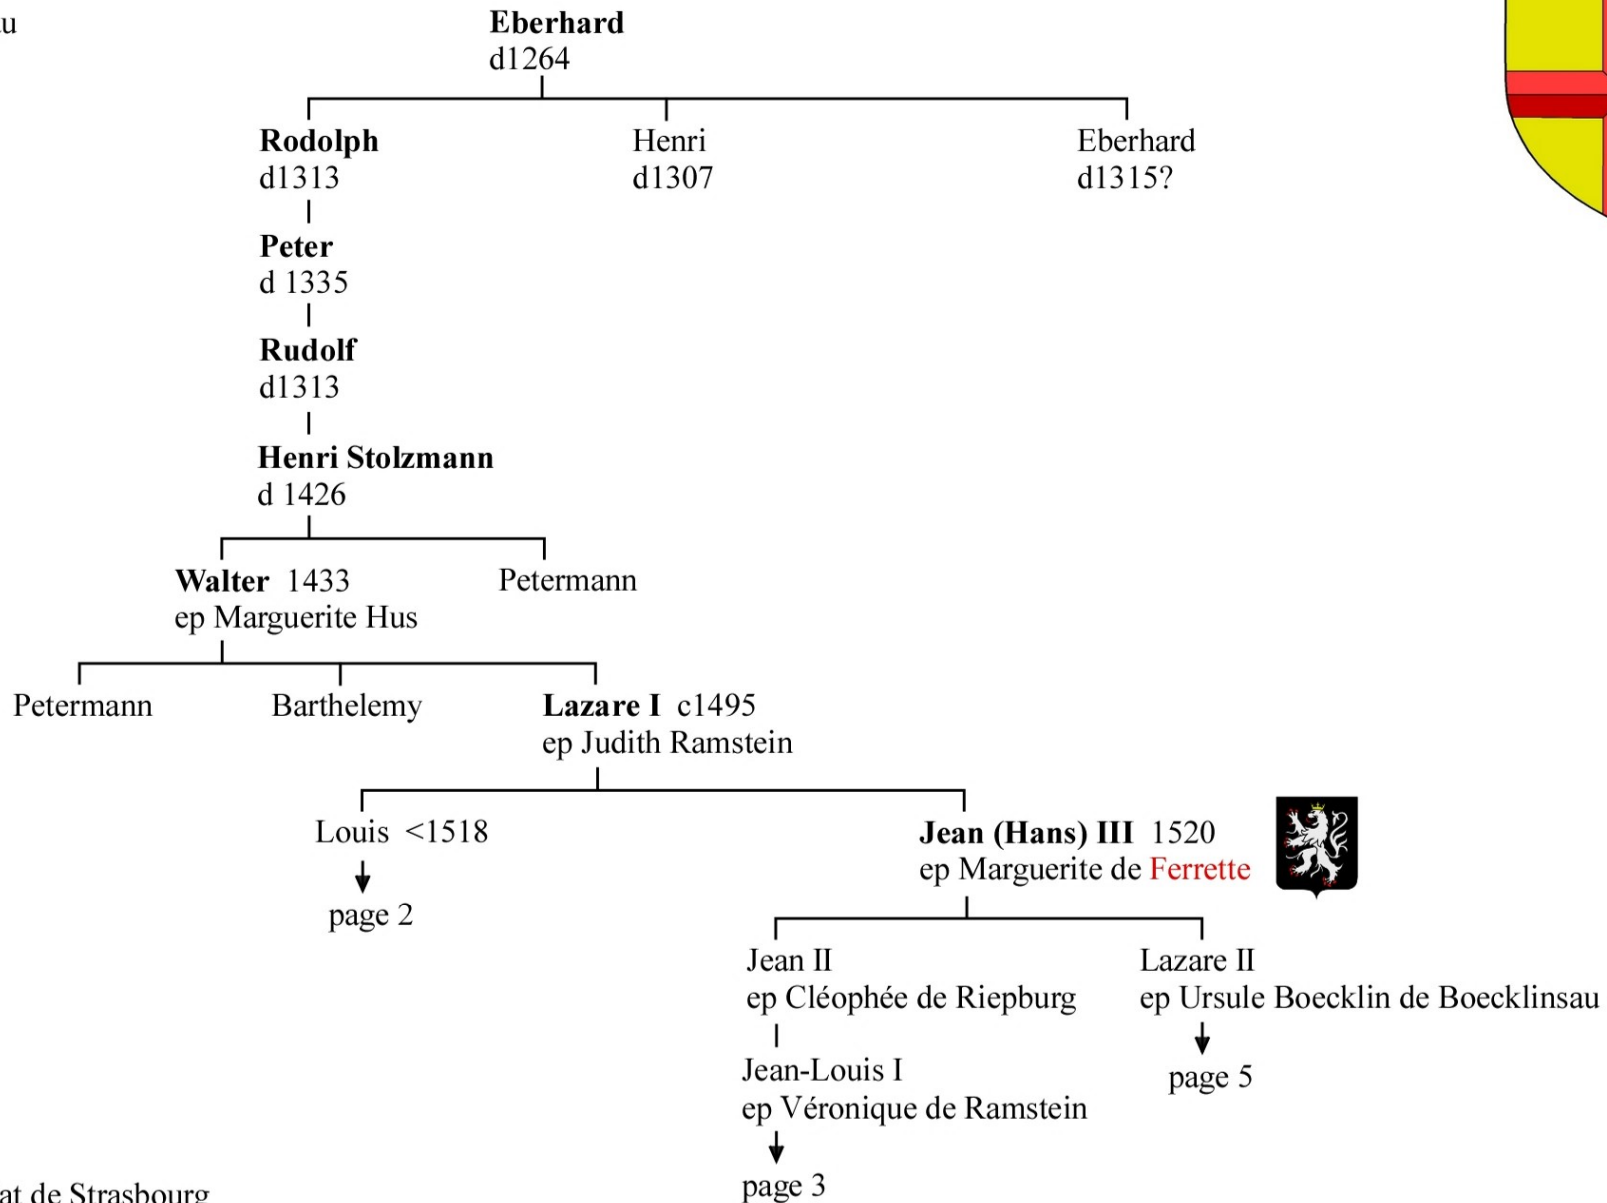 Eberhard
d1264
Rodolph
d1313
Henri
d1307
Eberhard
d1315?
Peter
d 1335
Rudolf
d1313
Henri Stolzmann
d 1426
Walter 1433
ep Marguerite Hus
Petermann
Petermann
Barthelemy
Lazare I c1495
ep Judith Ramstein
Louis <1518
page 2
Jean (Hans) III 1520
ep Marguerite de Ferrette
Jean II
ep Cléophée de Riepburg
Lazare II
ep Ursule Boecklin de Boecklinsau
page 5
Jean-Louis I
ep Véronique de Ramstein
page 3
de Strasbourg